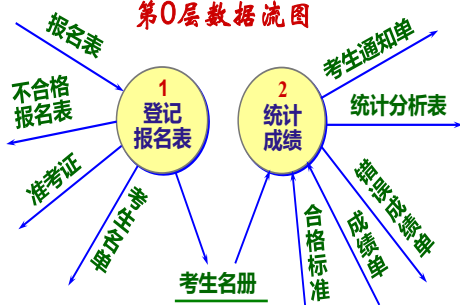 第0层数据流图
报名表
不合格
报名表
准考证
考生名单
1
登记
报名表
2
统计
成绩
考生通知单
统计分析表
错误成绩单
成绩单
合格标准
考生名册